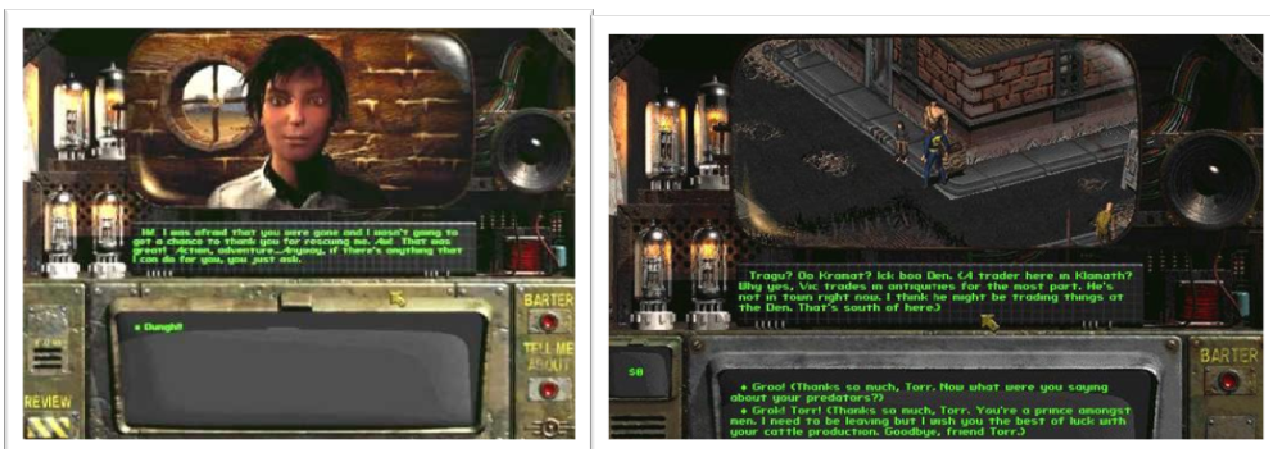 Hi! I was afraid that you were gone and I wasn't going to
get a chance to thank you for rescuing me. Aw! That was
great! Action, adventure...Anyway, if there's anything that
I can do for you, you just ask.
Oungh!
BARTER
TELL ME
ABOUT
REVIEW
Tragu? Do Kramat? Ick boo Den. (A trader here in Klamath?
Why yes, Vic trades in antiquities for the most part. He's
not in town right now. I think he might be trading things at
the Den. That's south of here.)
$0
BARTER
Groo! (Thanks so much, Torr. Now what were you saying
about your predators?)
Grok! Torr! (Thanks so much, Torr. You're a prince amongst
men. I need to be leaving but I wish you the best of luck with
your cattle production. Goodbye, friend Torr.)